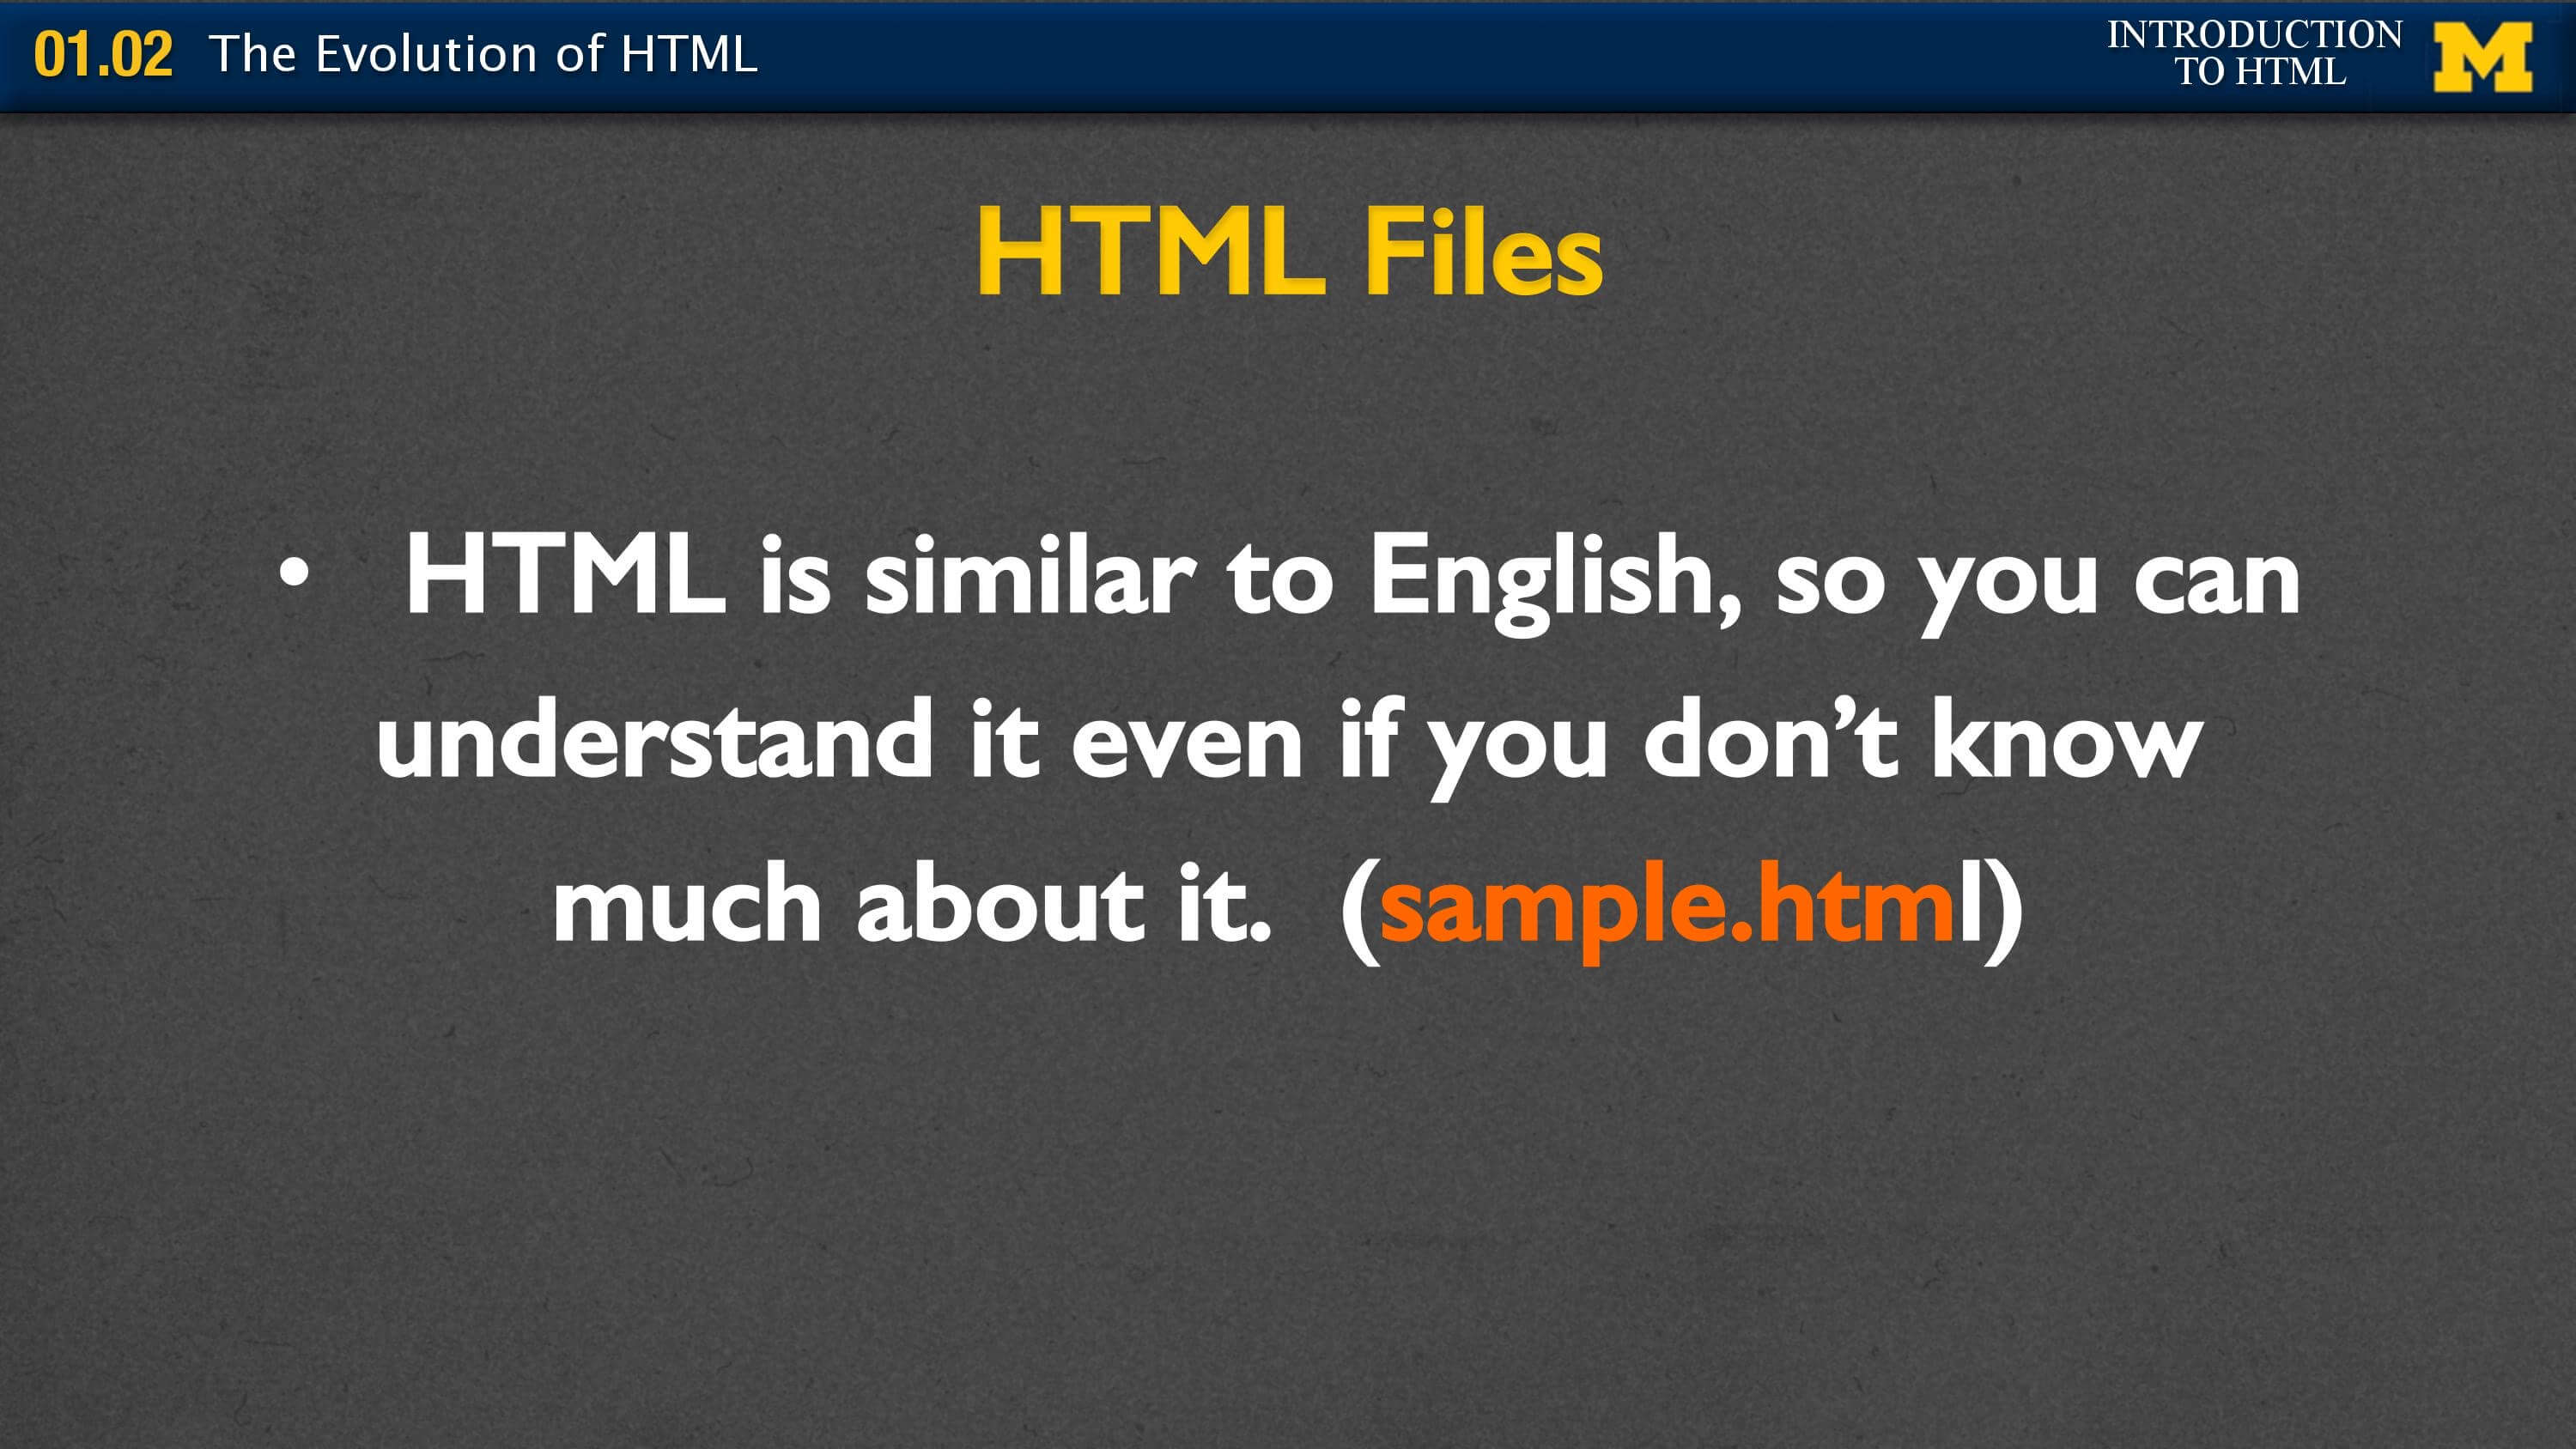 01.02 The Evolution of HTML
INTRODUCTION
TO HTML
M
HTML Files
• HTML is similar to English, so you can
understand it even if you don’t know
much about it. (sample.html)